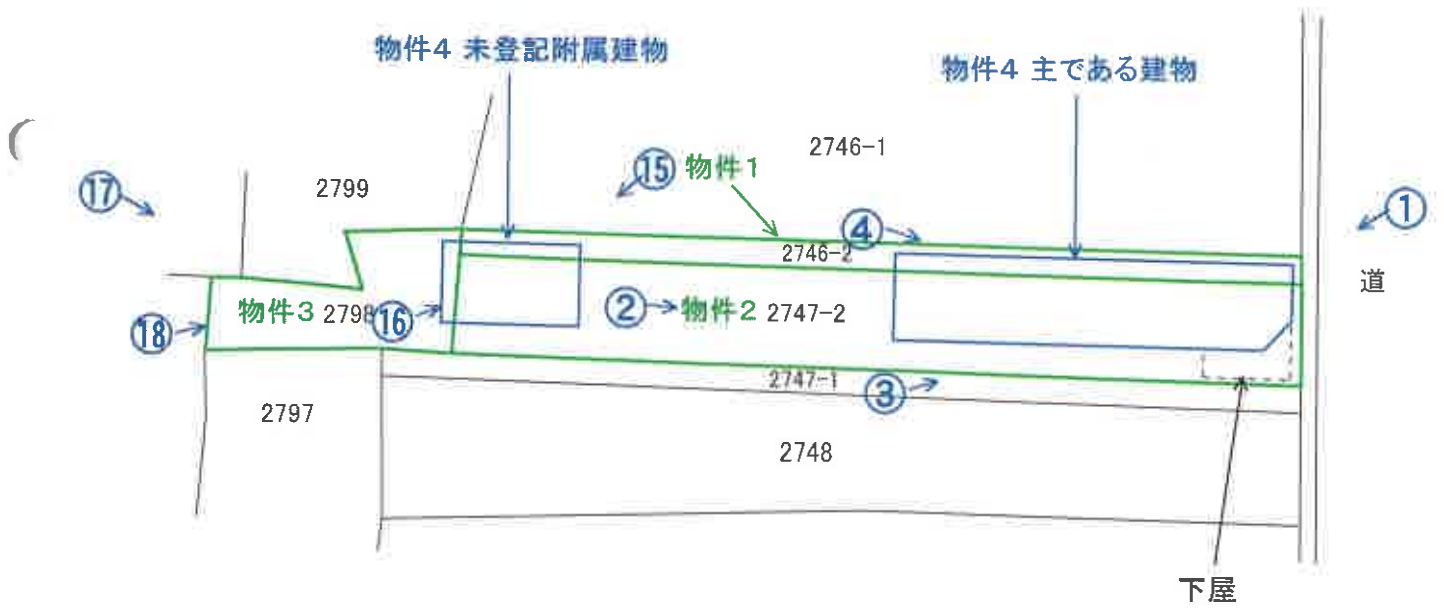 物件4 未登記附属建物
物件4 主である建物
2746-1
⑮ 物件1
2799
⑰
①
④
2746-2
道
物件3 2798
⑯
② 物件2 2747-2
⑱
2747-1
③
2797
2748
下屋